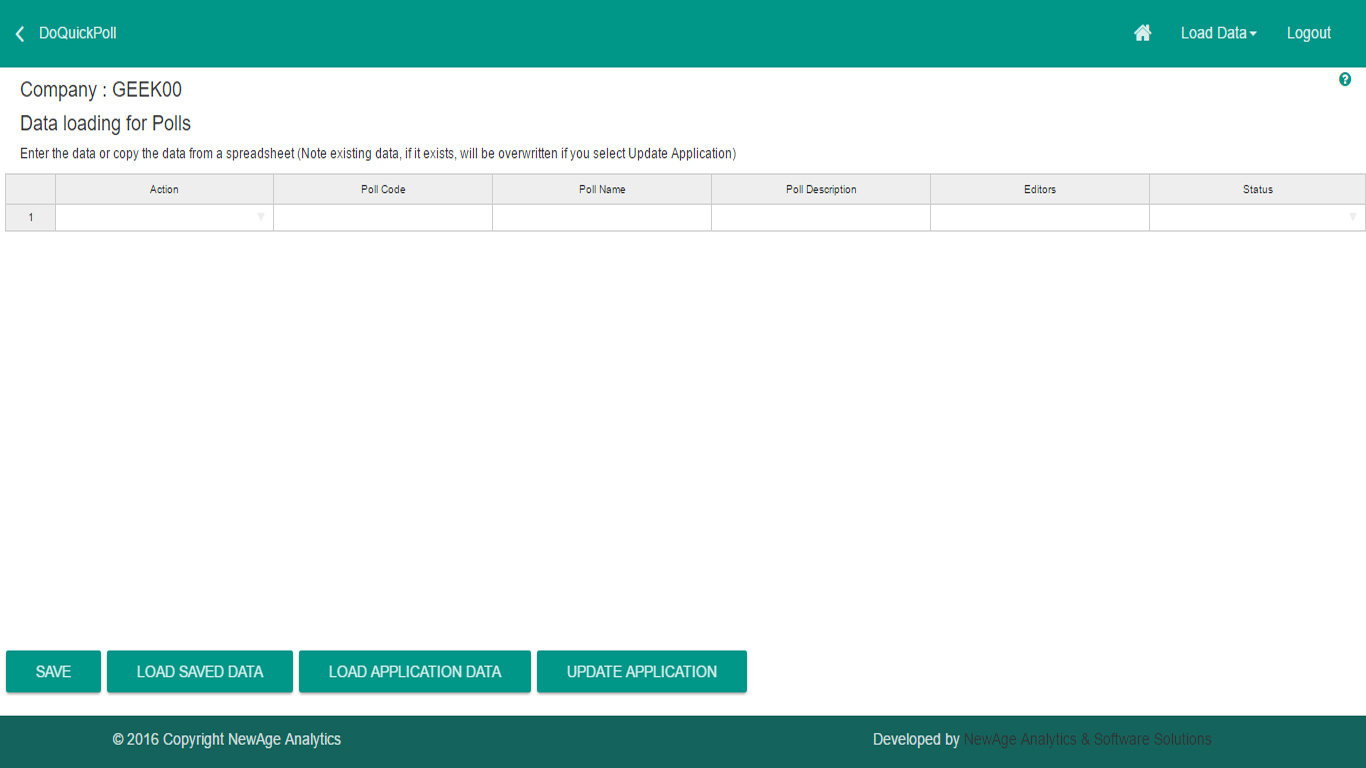 DoQuickPoll
Load Data
Logout
Company : GEEK00
Data loading for Polls
Enter the data or copy the data from a spreadsheet (Note existing data, if it exists, will be overwritten if you select Update Application)
Action Poll Code Poll Name Poll Description Editors Status
1
SAVE LOAD SAVED DATA LOAD APPLICATION DATA UPDATE APPLICATION
© 2016 Copyright NewAge Analytics
Developed by NewAge Analytics & Software Solutions